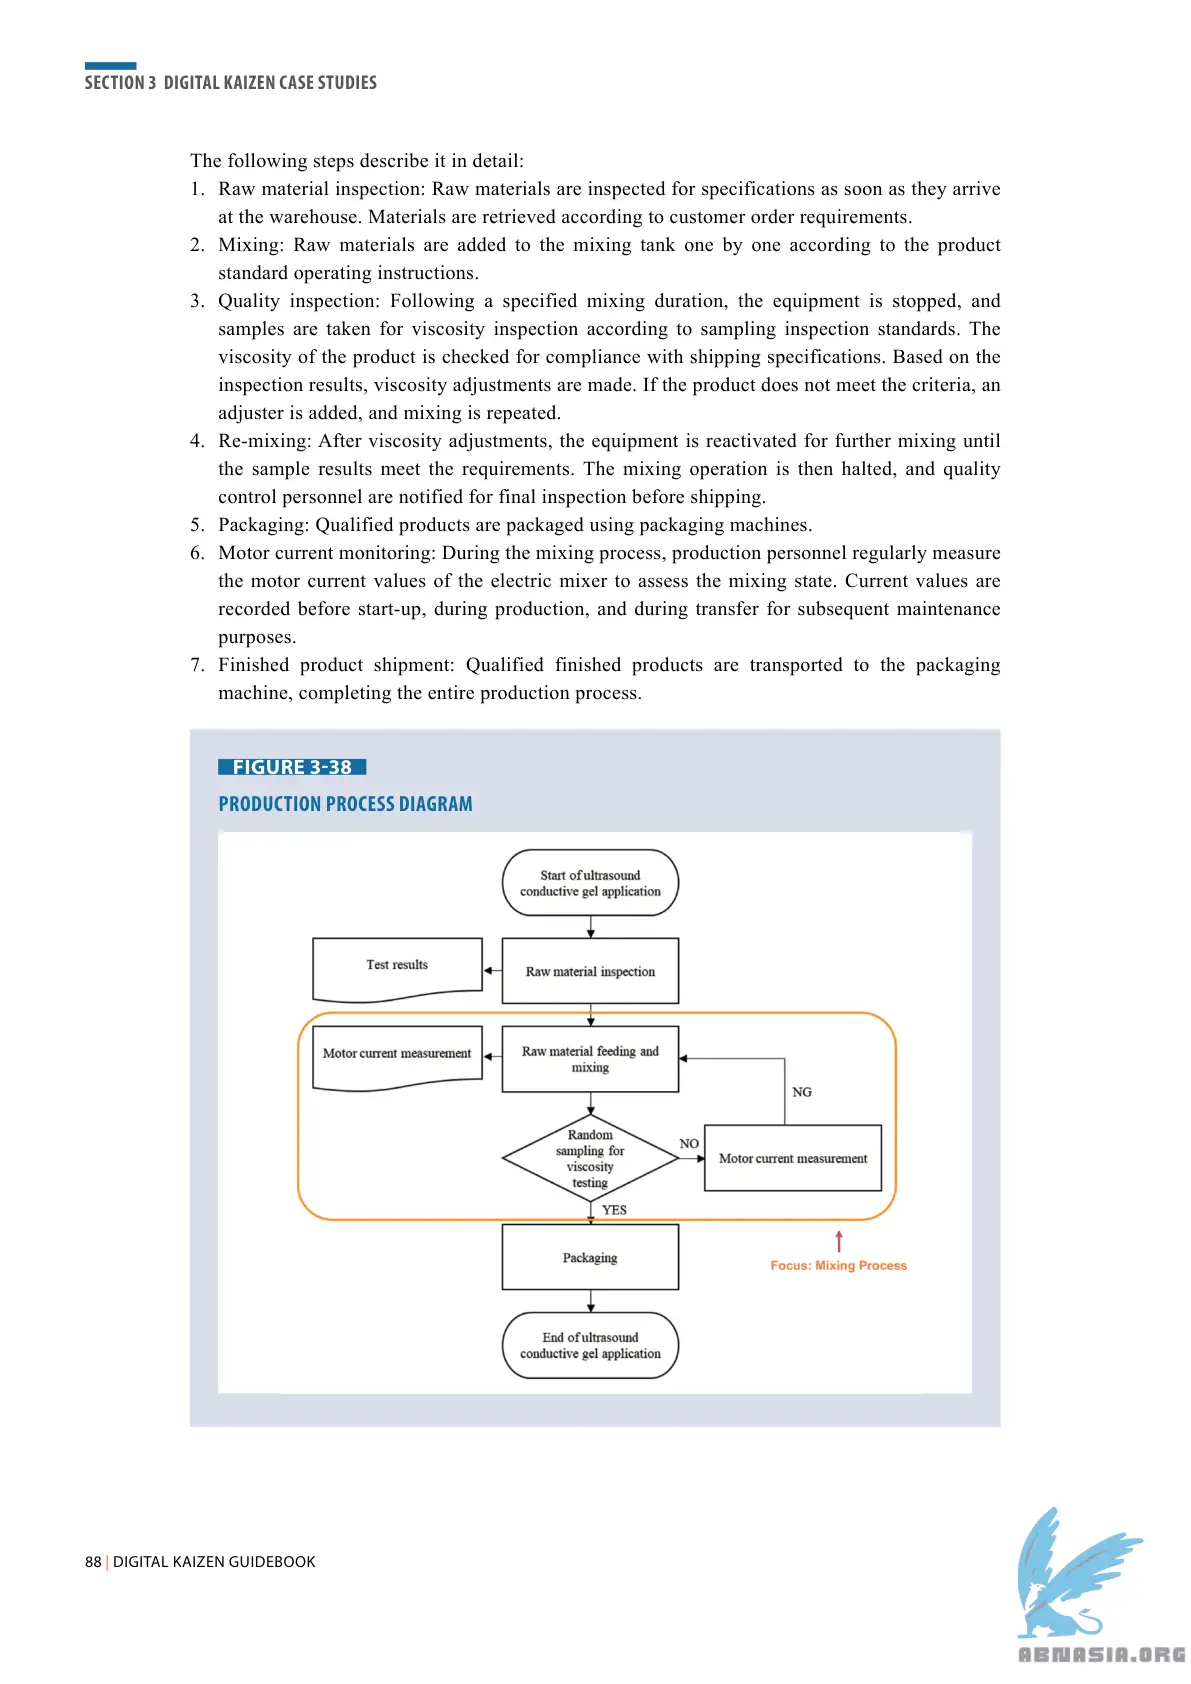 SECTION 3 DIGITAL KAIZEN CASE STUDIES
The following steps describe it in detail:
1. Raw material inspection: Raw materials are inspected for specifications as soon as they arrive
at the warehouse. Materials are retrieved according to customer order requirements.
2. Mixing: Raw materials are added to the mixing tank one by one according to the product
standard operating instructions.
3. Quality inspection: Following a specified mixing duration, the equipment is stopped, and
samples are taken for viscosity inspection according to sampling inspection standards. The
viscosity of the product is checked for compliance with shipping specifications. Based on the
inspection results, viscosity adjustments are made. If the product does not meet the criteria, an
adjuster is added, and mixing is repeated.
4. Re-mixing: After viscosity adjustments, the equipment is reactivated for further mixing until
the sample results meet the requirements. The mixing operation is then halted, and quality
control personnel are notified for final inspection before shipping.
5. Packaging: Qualified products are packaged using packaging machines.
6. Motor current monitoring: During the mixing process, production personnel regularly measure
the motor current values of the electric mixer to assess the mixing state. Current values are
recorded before start-up, during production, and during transfer for subsequent maintenance
purposes.
7. Finished product shipment: Qualified finished products are transported to the packaging
machine, completing the entire production process.
FIGURE 3-38
PRODUCTION PROCESS DIAGRAM
Start of ultrasound
conductive gel application
Test results
Raw material inspection
Motor current measurement
Raw material feeding and
mixing
NG
Random
sampling for
viscosity
testing
NO
Motor current measurement
YES
Packaging
Focus: Mixing Process
End of ultrasound
conductive gel application
88 | DIGITAL KAIZEN GUIDEBOOK
ABNASIA.ORG